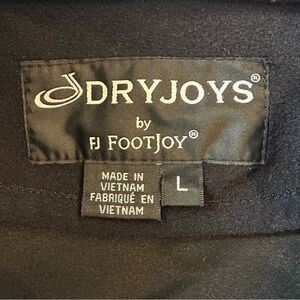 DRYJOYS®
by
FJ FOOTJOY®
MADE IN
VIETNAM
FABRIQUÉ EN
VIETNAM
L